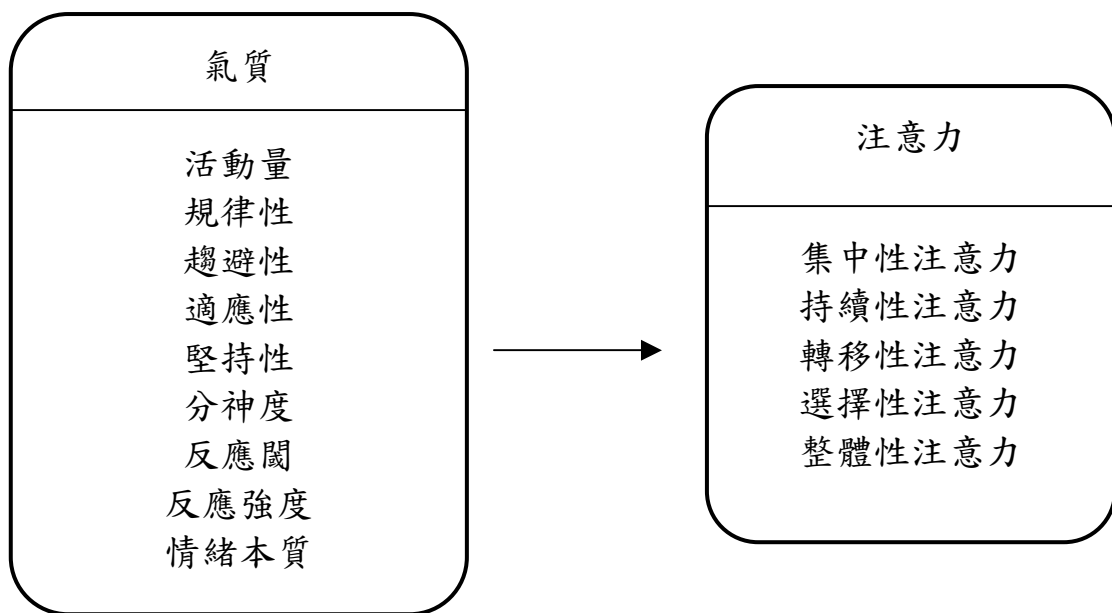 氣質
活動量
規律性
趨避性
適應性
堅持性
分神度
反應閾
反應強度
情緒本質
注意力
集中性注意力
持續性注意力
轉移性注意力
選擇性注意力
整體性注意力